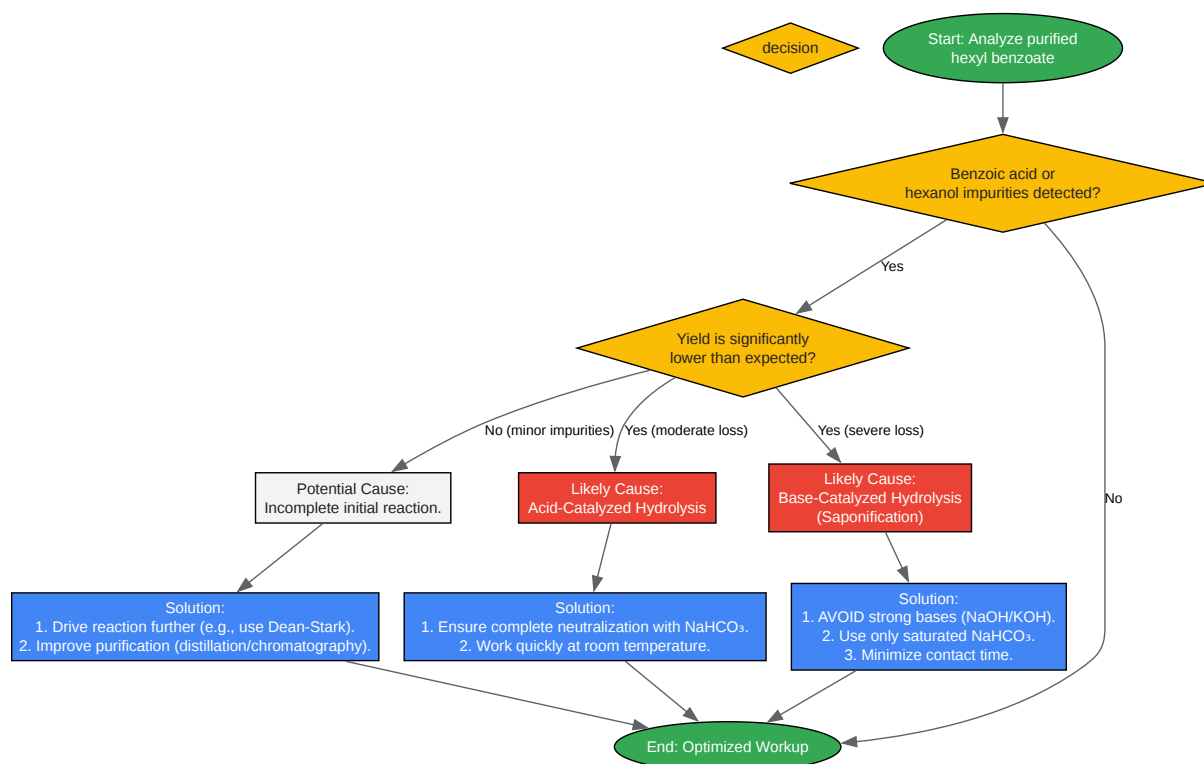 decision
Start: Analyze purified
hexyl benzoate
Benzoic acid or
hexanol impurities detected?
Yes
Yield is significantly
lower than expected?
No (minor impurities)
Yes (moderate loss)
Yes (severe loss)
No
Potential Cause:
Incomplete initial reaction.
Likely Cause:
Acid-Catalyzed Hydrolysis
Likely Cause:
Base-Catalyzed Hydrolysis
(Saponification)
Solution:
1. Drive reaction further (e.g., use Dean-Stark).
2. Improve purification (distillation/chromatography).
Solution:
1. Ensure complete neutralization with NaHCO₃.
2. Work quickly at room temperature.
Solution:
1. AVOID strong bases (NaOH/KOH).
2. Use only saturated NaHCO₃.
3. Minimize contact time.
End: Optimized Workup